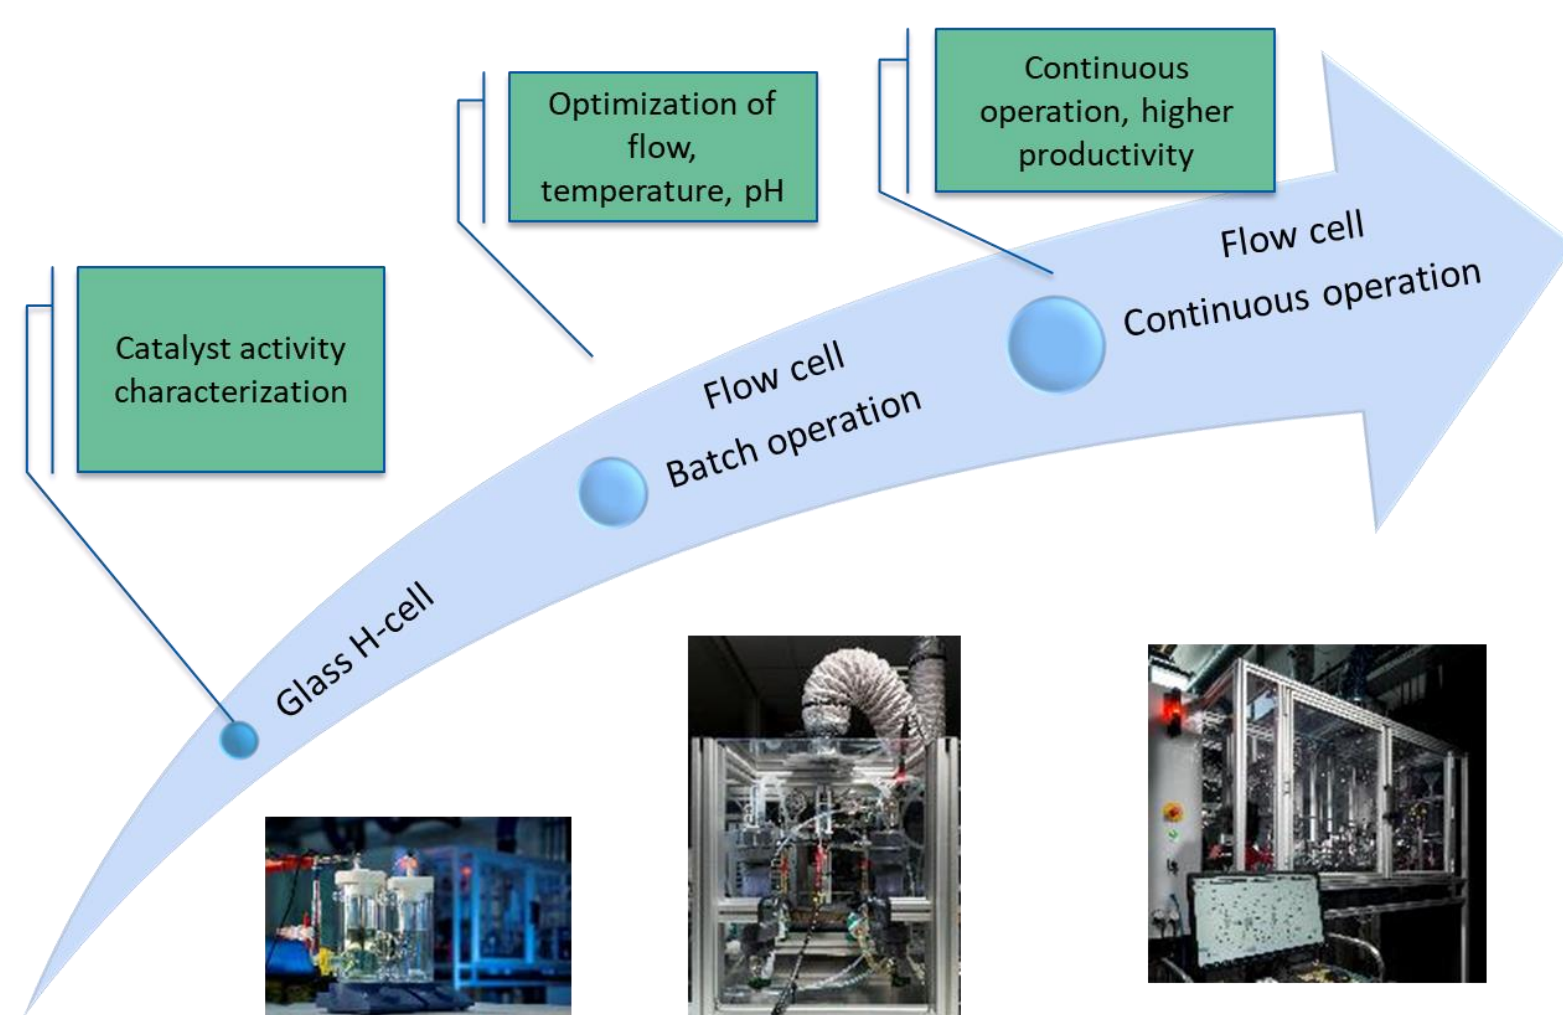 Continuous
operation, higher
productivity
Optimization of
flow,
temperature, pH
Flow cell
Continuous operation
Catalyst activity
characterization
Flow cell
Batch operation
Glass H-cell